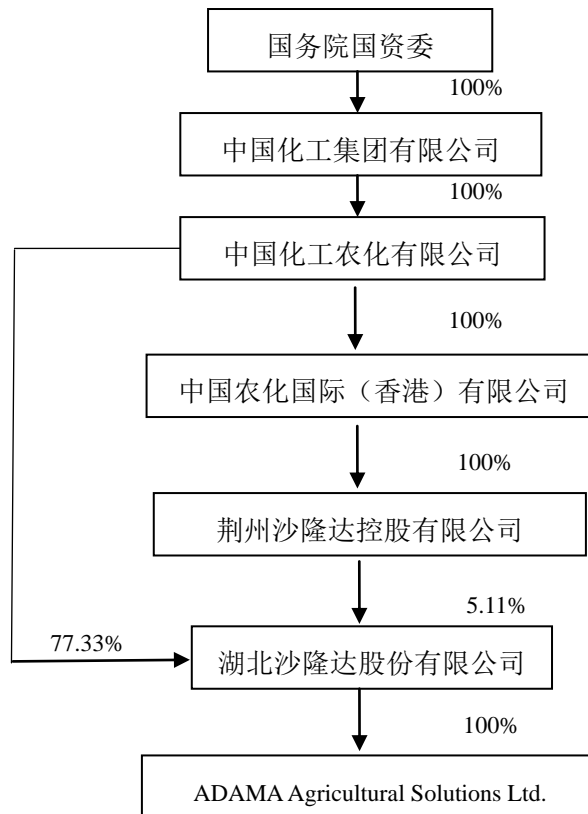 国务院国资委
100%
中国化工集团有限公司
100%
中国化工农化有限公司
100%
中国农化国际（香港）有限公司
100%
荆州沙隆达控股有限公司
5.11%
77.33%
湖北沙隆达股份有限公司
100%
ADAMA Agricultural Solutions Ltd.